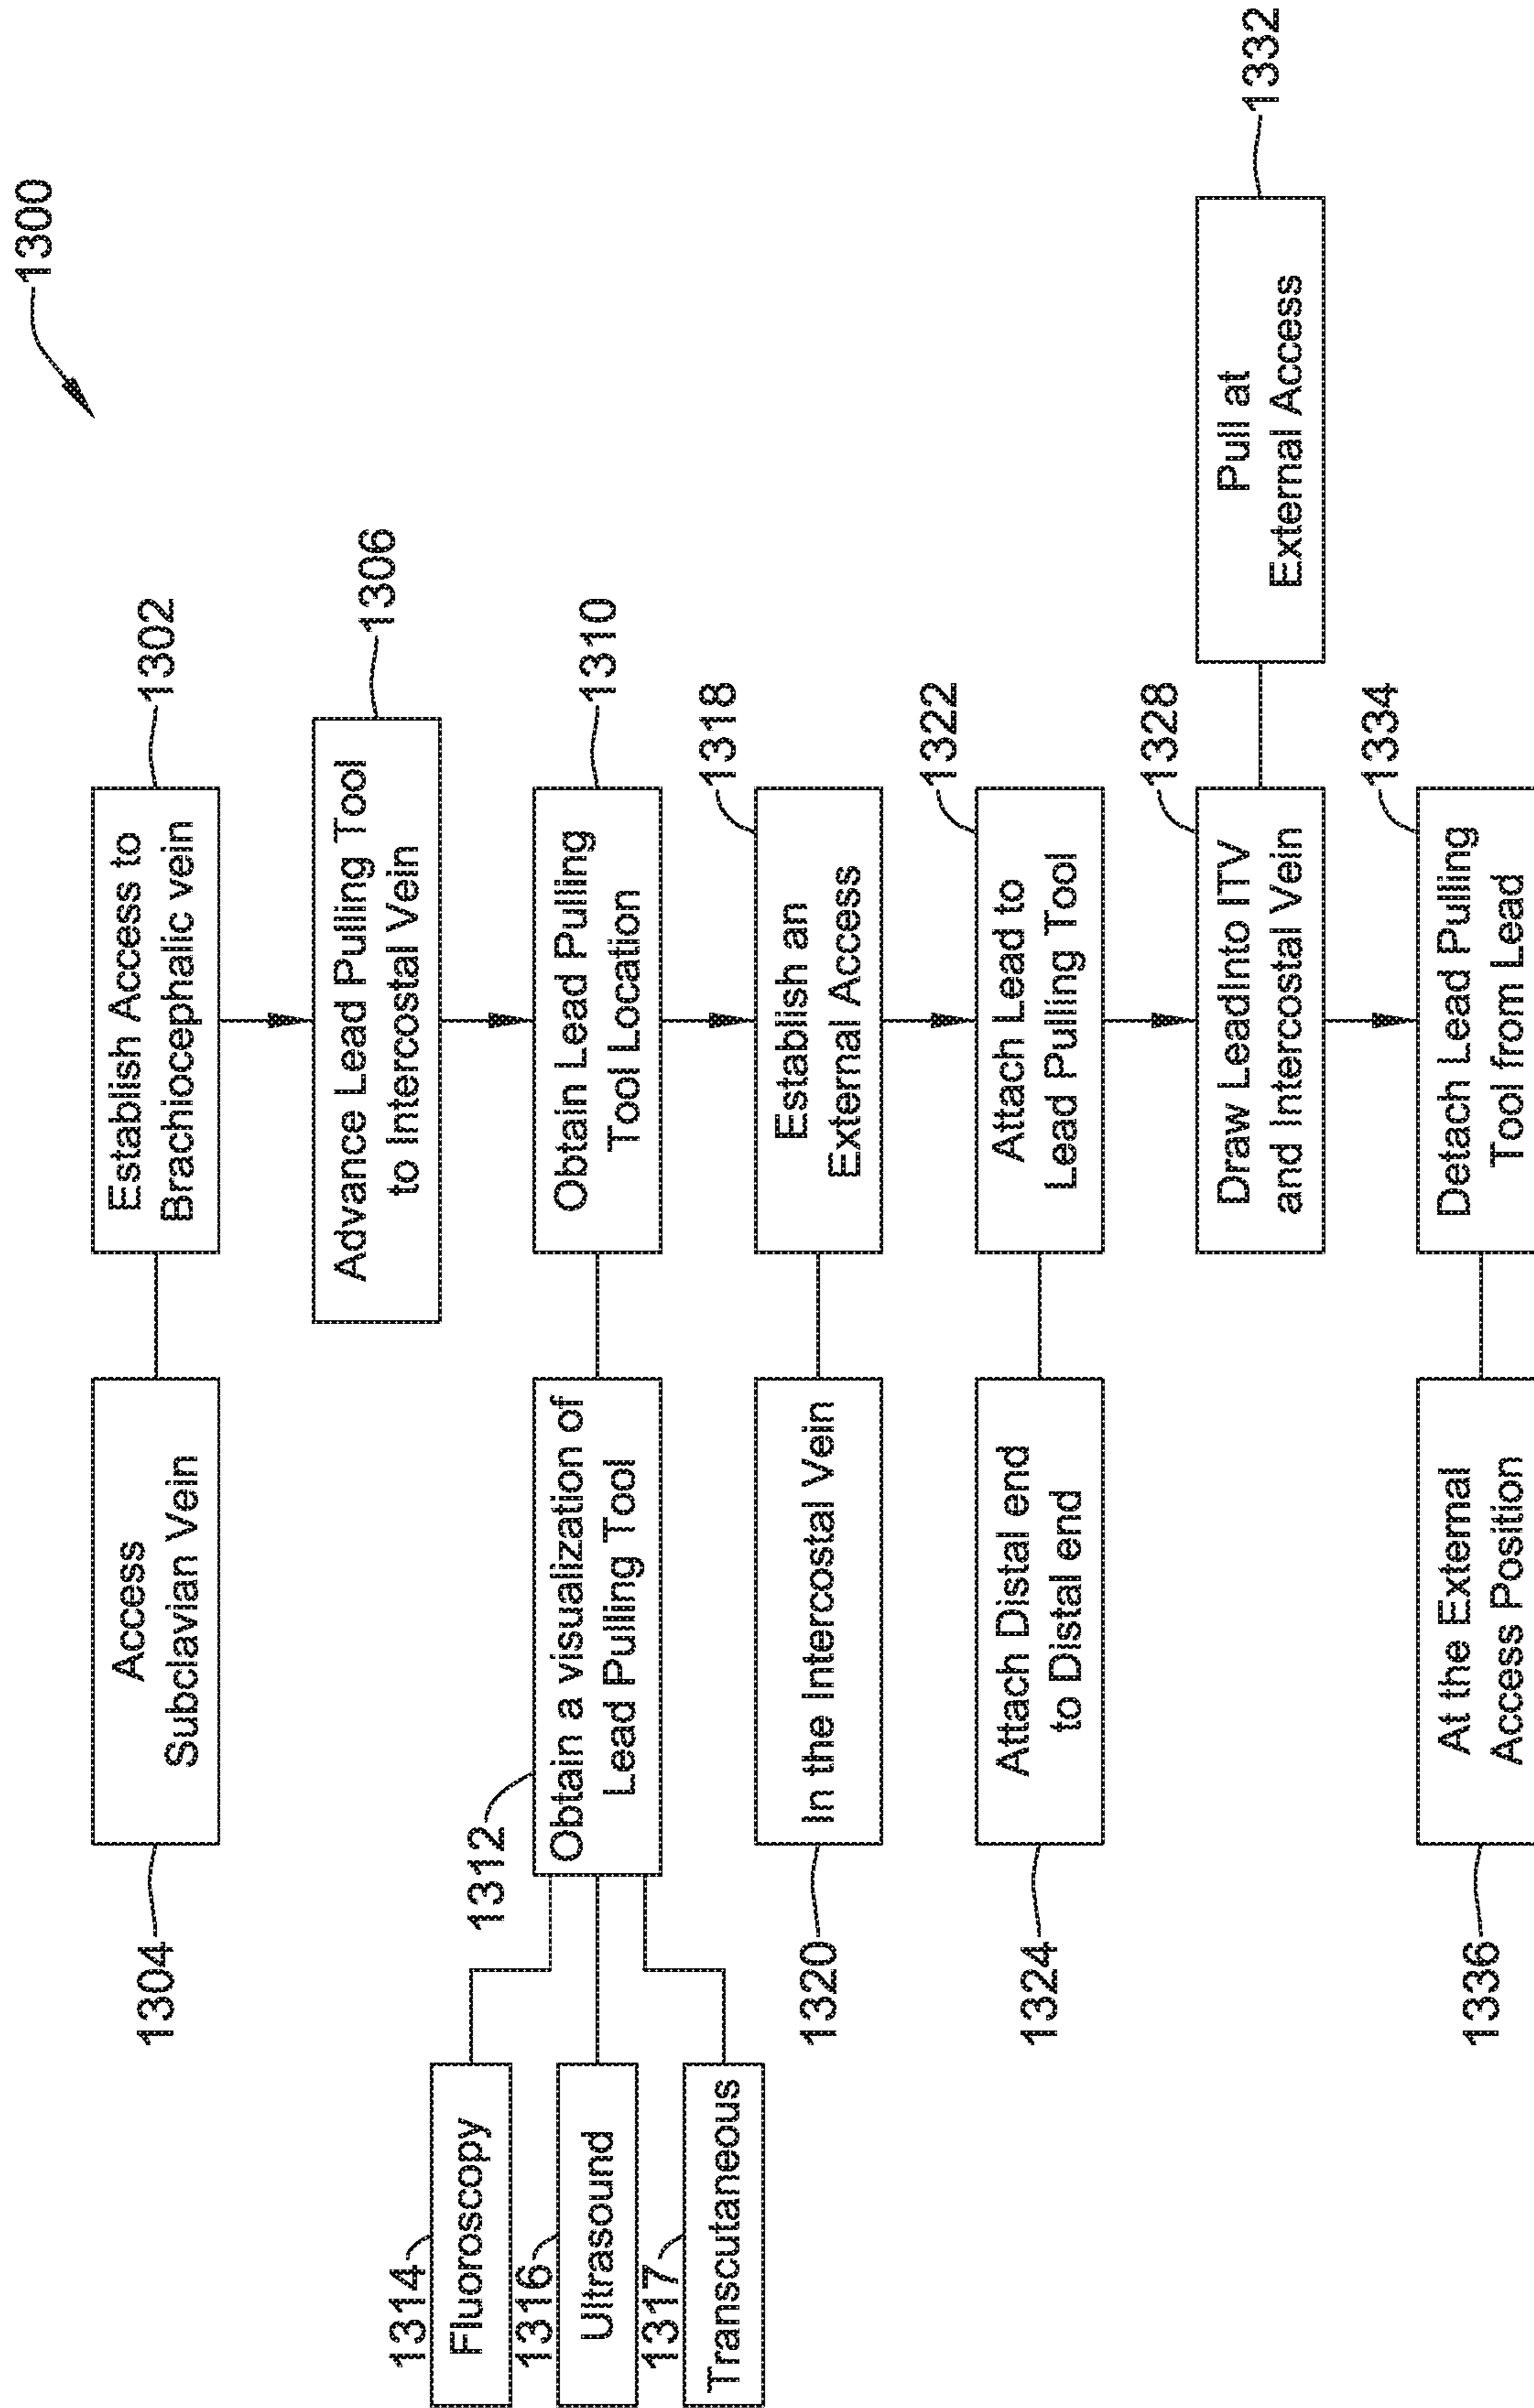 1300
Access
Subclavian Vein
1304
Establish Access to
Brachiocephalic vein
1302
Advance Lead Pulling Tool
to Intercostal Vein
1306
1314
Fluoroscopy
1316
Ultrasound
1317
Transcutaneous
1312
Obtain a visualization of
Lead Pulling Tool
Obtain Lead Pulling
Tool Location
1310
In the Intercostal Vein
1320
Establish an
External Access
1318
Attach Distal end
to Distal end
1324
Attach Lead to
Lead Pulling Tool
1322
Draw Leadinto ITV
and Intercostal Vein
1328
Pull at
External Access
1332
At the External
Access Position
1336
Detach Lead Pulling
Tool from Lead
1334